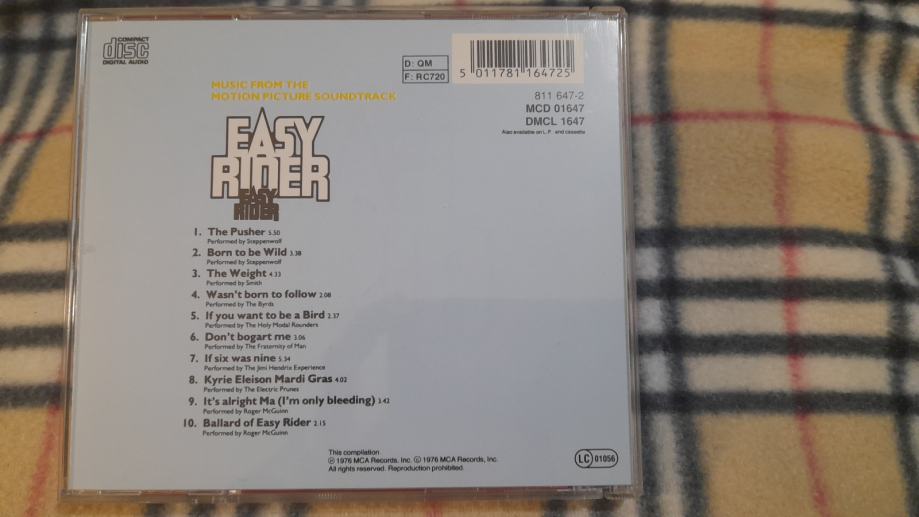 COMPACT
disc
DIGITAL AUDIO
D: QM
F: RC720
5 011781 164725
811 647-2
MCD 01647
DMCL 1647
Also available on L.P. and cassette
MUSIC FROM THE
MOTION PICTURE SOUNDTRACK
EASY
RIDER
EASY
RIDER
1. The Pusher 5.50
Performed by Steppenwolf
2. Born to be Wild 3.38
Performed by Steppenwolf
3. The Weight 4.33
Performed by Smith
4. Wasn't born to follow 2.08
Performed by The Byrds
5. If you want to be a Bird 2.37
Performed by The Holy Modal Rounders
6. Don't bogart me 3.06
Performed by The Fraternity of Man
7. If six was nine 5.34
Performed by The Jimi Hendrix Experience
8. Kyrie Eleison Mardi Gras 4.02
Performed by The Electric Prunes
9. It's alright Ma (I'm only bleeding) 3.42
Performed by Roger McGuinn
10. Ballard of Easy Rider 2.15
Performed by Roger McGuinn
This compilation
℗ 1976 MCA Records, Inc. © 1976 MCA Records, Inc.
All rights reserved. Reproduction prohibited.
LC 01056